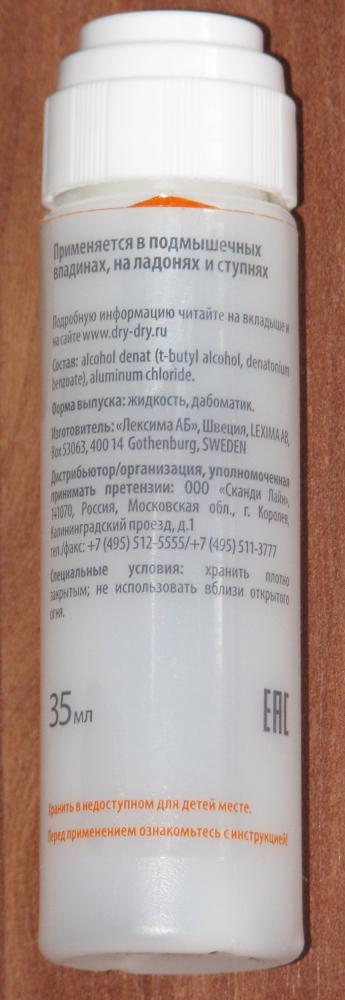 Применяется в подмышечных
впадинах, на ладонях и ступнях
Подробную информацию читайте на вкладыше и
на сайте www.dry-dry.ru
Состав: alcohol denat (t-butyl alcohol, denatonium
benzoate), aluminum chloride.
Форма выпуска: жидкость, дабоматик.
Изготовитель: «Лексима АБ», Швеция, LEXIMA AB,
Box 53063, 400 14 Gothenburg, SWEDEN
Дистрибьютор/организация, уполномоченная
принимать претензии: ООО «Сканди Лайн»,
141070, Россия, Московская обл., г. Королев,
Калининградский проезд, д.1
тел./факс: +7 (495) 512-5555/+7 (495) 511-3777
Специальные условия: хранить плотно
закрытым; не использовать вблизи открытого
огня.
35 мл
EAC
Хранить в недоступном для детей месте.
Перед применением ознакомьтесь с инструкцией!